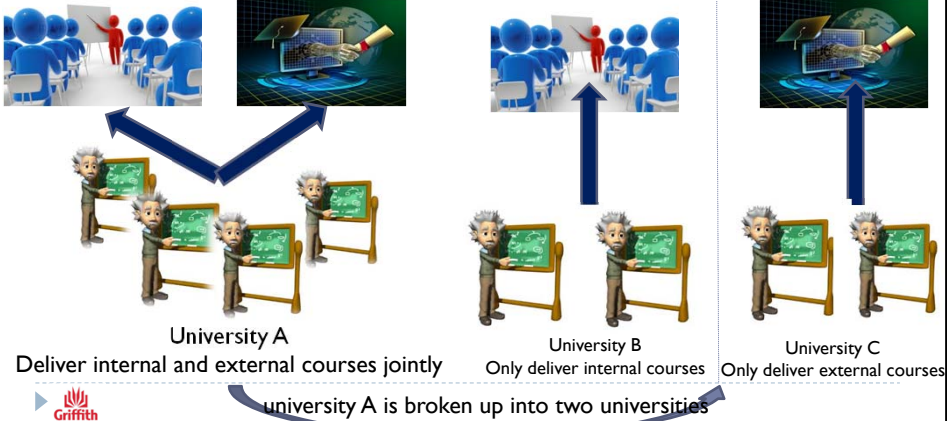 University A
Deliver internal and external courses jointly
University B
Only deliver internal courses
University C
Only deliver external courses
Griffith
university A is broken up into two universities